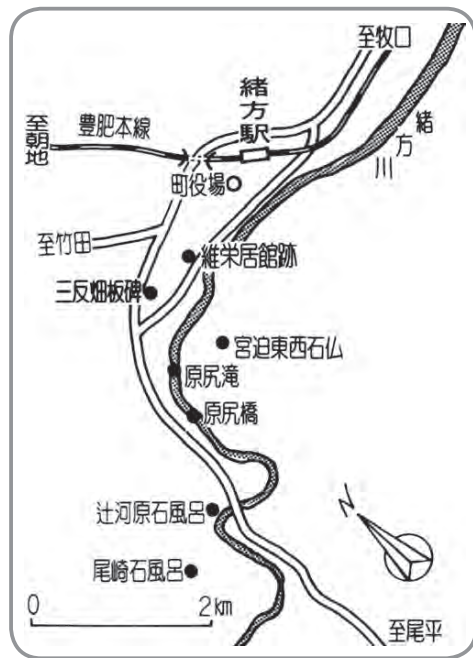 至牧口
緒方川
緒方駅
豊肥本線
至朝地
町役場
至竹田
維栄居館跡
三反畑板碑
宮迫東西石仏
原尻滝
原尻橋
辻河原石風呂
N
尾崎石風呂
0 2km
至尾平